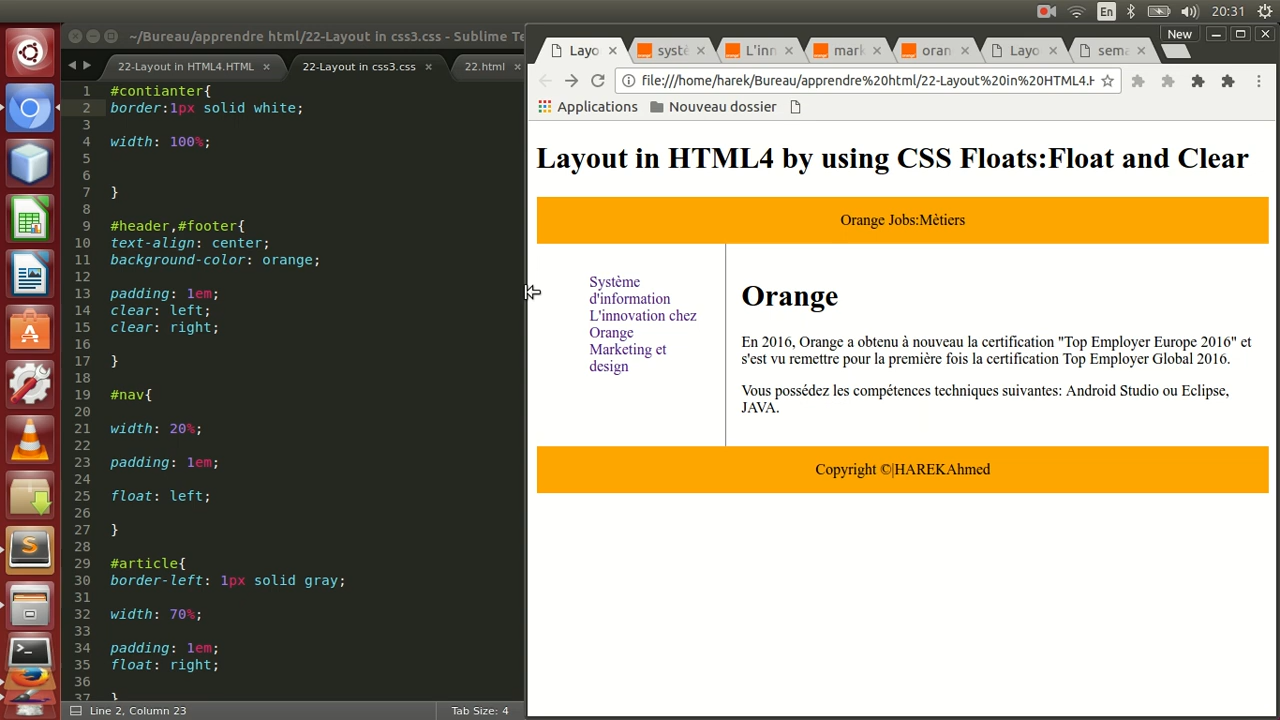 En
20:31
~/Bureau/apprendre html/22-Layout in css3.css - Sublime Te
New
22-Layout in HTML4.HTML
22-Layout in css3.css
22.html
Layo
systè
L'inn
mark
oran
Layo
sema
file:///home/harek/Bureau/apprendre%20html/22-Layout%20in%20HTML4.H
Applications
Nouveau dossier
1 #contianter{
2 border:1px solid white;
3
4 width: 100%;
5
6
7 }
8
9 #header,#footer{
10 text-align: center;
11 background-color: orange;
12
13 padding: 1em;
14 clear: left;
15 clear: right;
16
17 }
18
19 #nav{
20
21 width: 20%;
22
23 padding: 1em;
24
25 float: left;
26
27 }
28
29 #article{
30 border-left: 1px solid gray;
31
32 width: 70%;
33
34 padding: 1em;
35 float: right;
36
37 }
Line 2, Column 23
Tab Size: 4
Layout in HTML4 by using CSS Floats:Float and Clear
Orange Jobs:Mètiers
Système
d'information
L'innovation chez
Orange
Marketing et
design
Orange
En 2016, Orange a obtenu à nouveau la certification "Top Employer Europe 2016" et
s'est vu remettre pour la première fois la certification Top Employer Global 2016.
Vous possédez les compétences techniques suivantes: Android Studio ou Eclipse,
JAVA.
Copyright ©|HAREKAhmed